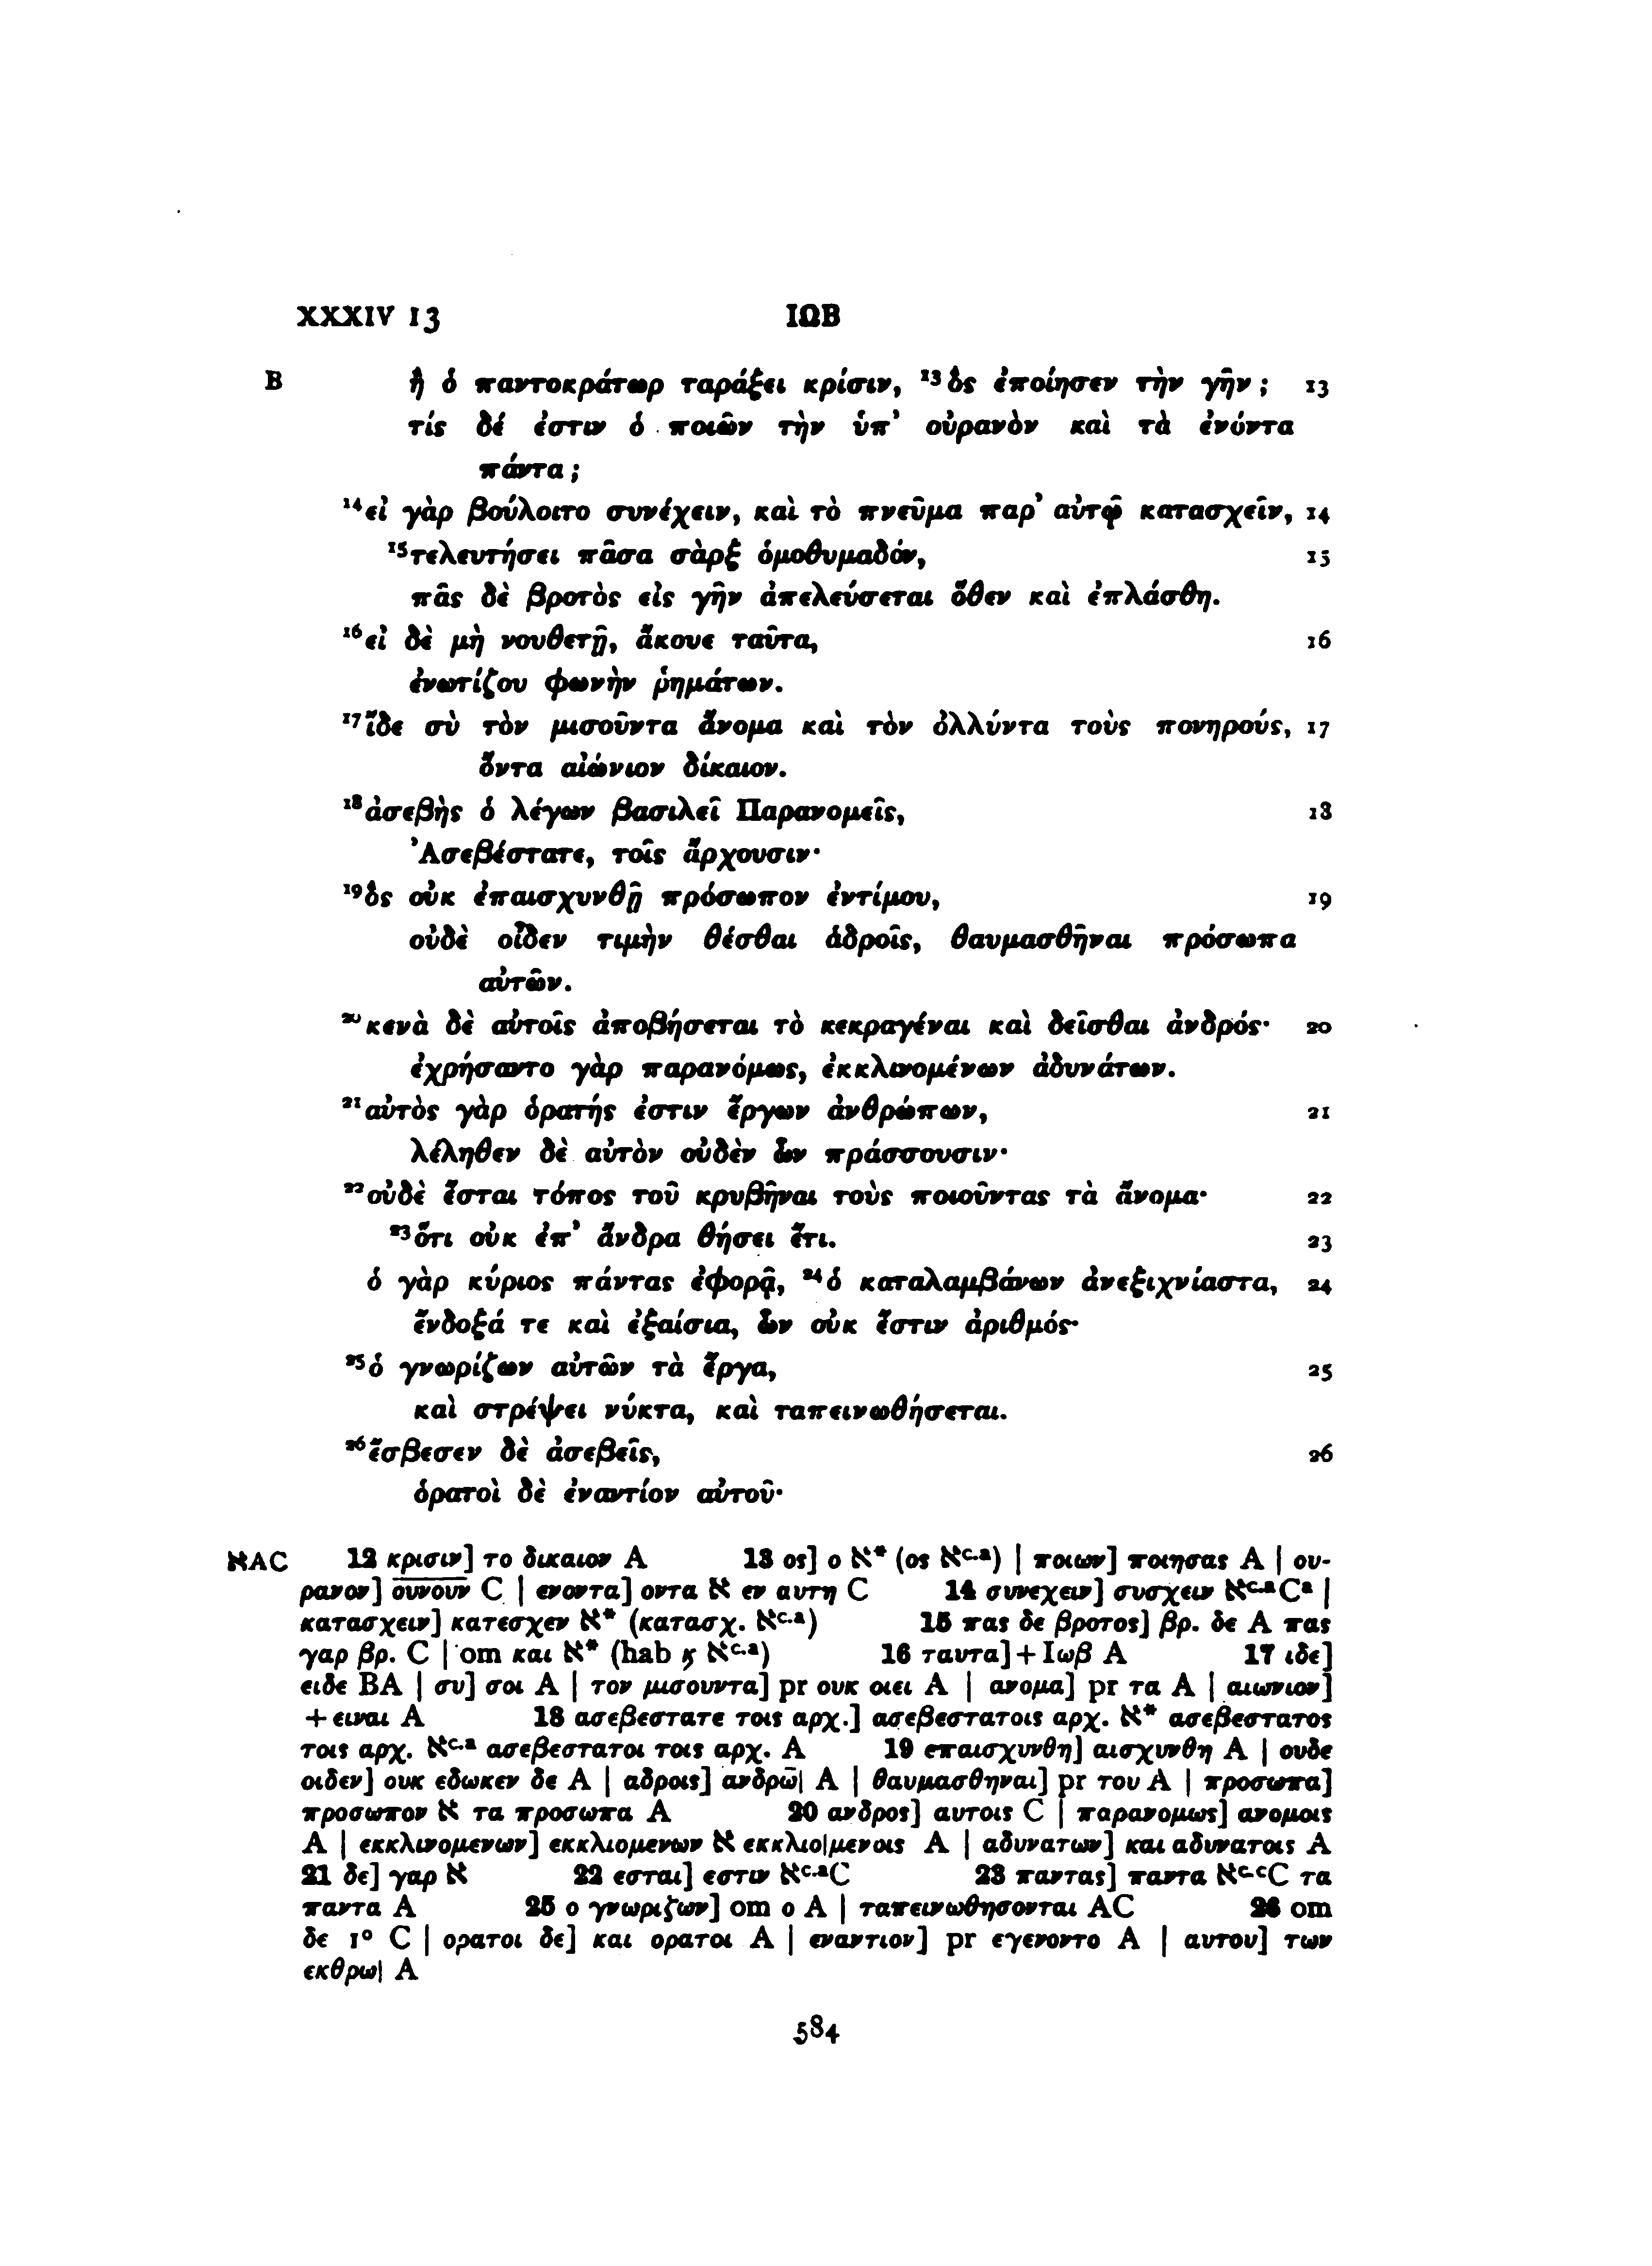 XXXIV 13 ΙΩΒ
B ἢ ὁ παντοκράτωρ ταράξει κρίσιν, ¹³ὃς ἐποίησεν τὴν γῆν; 13
τίς δέ ἐστιν ὁ ποιῶν τὴν ὑπ’ οὐρανὸν καὶ τὰ ἐνόντα
πάντα;
¹⁴εἰ γὰρ βούλοιτο συνέχειν, καὶ τὸ πνεῦμα παρ’ αὐτῷ κατασχεῖν, 14
¹⁵τελευτήσει πᾶσα σὰρξ ὁμοθυμαδόν, 15
πᾶς δὲ βροτὸς εἰς γῆν ἀπελεύσεται ὅθεν καὶ ἐπλάσθη.
¹⁶εἰ δὲ μὴ νουθετῇ, ἄκουε ταῦτα, 16
ἐνωτίζου φωνὴν ῥημάτων.
¹⁷ἴδε σὺ τὸν μισοῦντα ἄνομα καὶ τὸν ὀλλύντα τοὺς πονηρούς, 17
ὄντα αἰώνιον δίκαιον.
¹⁸ἀσεβὴς ὁ λέγων βασιλεῖ Παρανομεῖς, 18
Ἀσεβέστατε, τοῖς ἄρχουσιν·
¹⁹ὃς οὐκ ἐπαισχυνθῇ πρόσωπον ἐντίμου, 19
οὐδὲ οἶδεν τιμὴν θέσθαι ἁδροῖς, θαυμασθῆναι πρόσωπα
αὐτῶν.
²⁰κενὰ δὲ αὐτοῖς ἀποβήσεται τὸ κεκραγέναι καὶ δεῖσθαι ἀνδρός· 20
ἐχρήσαντο γὰρ παρανόμως, ἐκκλινομένων ἀδυνάτων.
²¹αὐτὸς γὰρ ὁρατής ἐστιν ἔργων ἀνθρώπων, 21
λέληθεν δὲ αὐτὸν οὐδὲν ὧν πράσσουσιν·
²²οὐδὲ ἔσται τόπος τοῦ κρυβῆναι τοὺς ποιοῦντας τὰ ἄνομα· 22
²³ὅτι οὐκ ἐπ’ ἄνδρα θήσει ἔτι. 23
ὁ γὰρ κύριος πάντας ἐφορᾷ, ²⁴ὁ καταλαμβάνων ἀνεξιχνίαστα, 24
ἔνδοξά τε καὶ ἐξαίσια, ὧν οὐκ ἔστιν ἀριθμός·
²⁵ὁ γνωρίζων αὐτῶν τὰ ἔργα, 25
καὶ στρέψει νύκτα, καὶ ταπεινωθήσεται.
²⁶ἔσβεσεν δὲ ἀσεβεῖς, 26
ὁρατοὶ δὲ ἐναντίον αὐτοῦ·
אAC 12 κρισιν] το δικαιον A 13 ος] ο א* (ος אᶜ·ᵃ) | ποιων] ποιησας A | ου-
ρανον] ουνουν C | ενοντα] οντα א εν αυτη C 14 συνεχειν] συσχειν אᶜ·ᵃCᵃ |
κατασχειν] κατεσχεν א* (κατασχ. אᶜ·ᵃ) 15 πας δε βροτος] βρ. δε A πας
γαρ βρ. C | om και א* (hab ϗ אᶜ·ᵃ) 16 ταυτα]+Ιωβ A 17 ιδε]
ειδε BA | συ] σοι A | τον μισουντα] pr ουκ οιει A | ανομα] pr τα A | αιωνιον]
+ειναι A 18 ασεβεστατε τοις αρχ.] ασεβεστατοις αρχ. א* ασεβεστατος
τοις αρχ. אᶜ·ᵃ ασεβεστατοι τοις αρχ. A 19 επαισχυνθη] αισχυνθη A | ουδε
οιδεν] ουκ εδωκεν δε A | αδροις] ανδρω̄| A | θαυμασθηναι] pr του A | προσωπα]
προσωπον א τα προσωπα A 20 ανδρος] αυτοις C | παρανομως] ανομοις
A | εκκλινομενων] εκκλιομενων א εκκλιο|μενοις A | αδυνατων] και αδυνατοις A
21 δε] γαρ א 22 εσται] εστιν אᶜ·ᵃC 23 παντας] παντα אᶜ·ᶜC τα
παντα A 25 ο γνωριζων] om ο A | ταπεινωθησονται AC 26 om
δε 1° C | ορατοι δε] και ορατοι A | εναντιον] pr εγενοντο A | αυτου] των
εκθρω| A
584